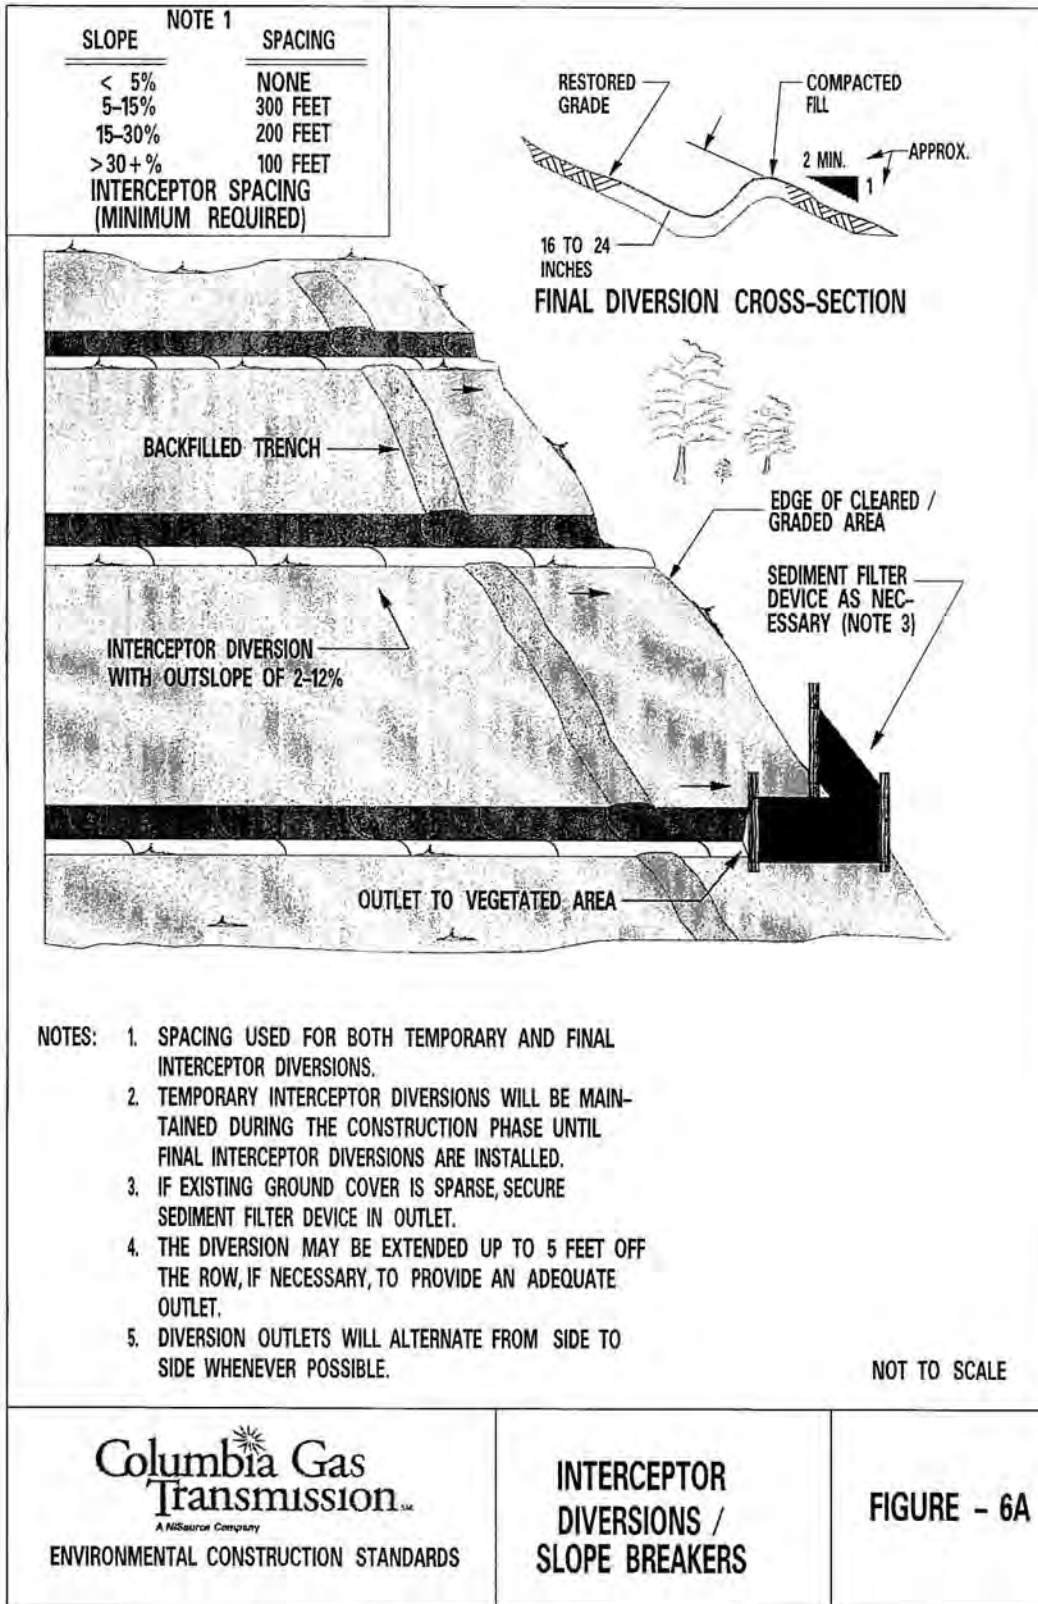 NOTE 1
SLOPE SPACING
< 5% NONE
5-15% 300 FEET
15-30% 200 FEET
>30+% 100 FEET
INTERCEPTOR SPACING
(MINIMUM REQUIRED)
RESTORED
GRADE
COMPACTED
FILL
2 MIN.
APPROX.
1
16 TO 24
INCHES
FINAL DIVERSION CROSS-SECTION
BACKFILLED TRENCH
EDGE OF CLEARED /
GRADED AREA
SEDIMENT FILTER
DEVICE AS NEC-
ESSARY (NOTE 3)
INTERCEPTOR DIVERSION
WITH OUTSLOPE OF 2-12%
OUTLET TO VEGETATED AREA
NOTES: 1. SPACING USED FOR BOTH TEMPORARY AND FINAL
INTERCEPTOR DIVERSIONS.
2. TEMPORARY INTERCEPTOR DIVERSIONS WILL BE MAIN-
TAINED DURING THE CONSTRUCTION PHASE UNTIL
FINAL INTERCEPTOR DIVERSIONS ARE INSTALLED.
3. IF EXISTING GROUND COVER IS SPARSE, SECURE
SEDIMENT FILTER DEVICE IN OUTLET.
4. THE DIVERSION MAY BE EXTENDED UP TO 5 FEET OFF
THE ROW, IF NECESSARY, TO PROVIDE AN ADEQUATE
OUTLET.
5. DIVERSION OUTLETS WILL ALTERNATE FROM SIDE TO
SIDE WHENEVER POSSIBLE.
NOT TO SCALE
Columbia Gas
Transmission SM
A NiSource Company
ENVIRONMENTAL CONSTRUCTION STANDARDS
INTERCEPTOR
DIVERSIONS /
SLOPE BREAKERS
FIGURE - 6A